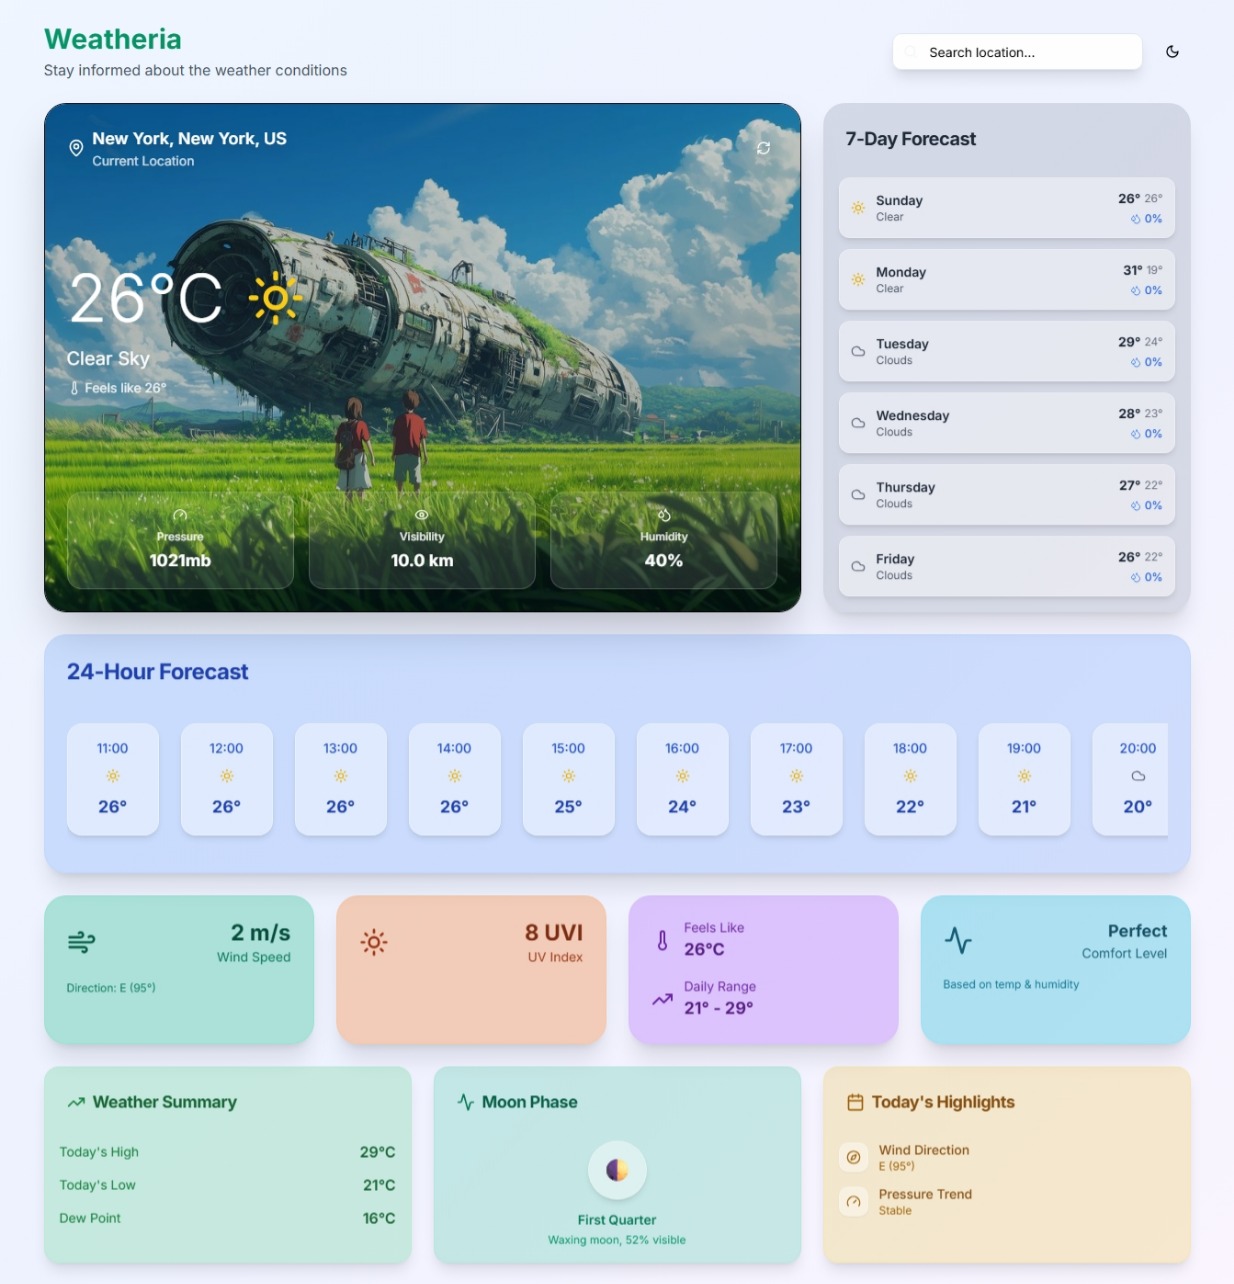 Weatheria
Stay informed about the weather conditions
Search location...
New York, New York, US
Current Location
26°C
Clear Sky
Feels like 26°
Pressure
1021mb
Visibility
10.0 km
Humidity
40%
7-Day Forecast
Sunday
Clear
26° 26°
0%
Monday
Clear
31° 19°
0%
Tuesday
Clouds
29° 24°
0%
Wednesday
Clouds
28° 23°
0%
Thursday
Clouds
27° 22°
0%
Friday
Clouds
26° 22°
0%
24-Hour Forecast
11:00
26°
12:00
26°
13:00
26°
14:00
26°
15:00
25°
16:00
24°
17:00
23°
18:00
22°
19:00
21°
20:00
20°
2 m/s
Wind Speed
Direction: E (95°)
8 UVI
UV Index
Feels Like
26°C
Daily Range
21° - 29°
Perfect
Comfort Level
Based on temp & humidity
Weather Summary
Today's High 29°C
Today's Low 21°C
Dew Point 16°C
Moon Phase
First Quarter
Waxing moon, 52% visible
Today's Highlights
Wind Direction
E (95°)
Pressure Trend
Stable